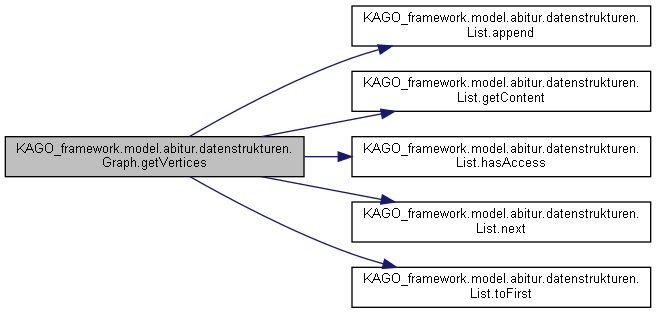 KAGO_framework.model.abitur.datenstrukturen.
List.append
KAGO_framework.model.abitur.datenstrukturen.
List.getContent
KAGO_framework.model.abitur.datenstrukturen.
Graph.getVertices
KAGO_framework.model.abitur.datenstrukturen.
List.hasAccess
KAGO_framework.model.abitur.datenstrukturen.
List.next
KAGO_framework.model.abitur.datenstrukturen.
List.toFirst